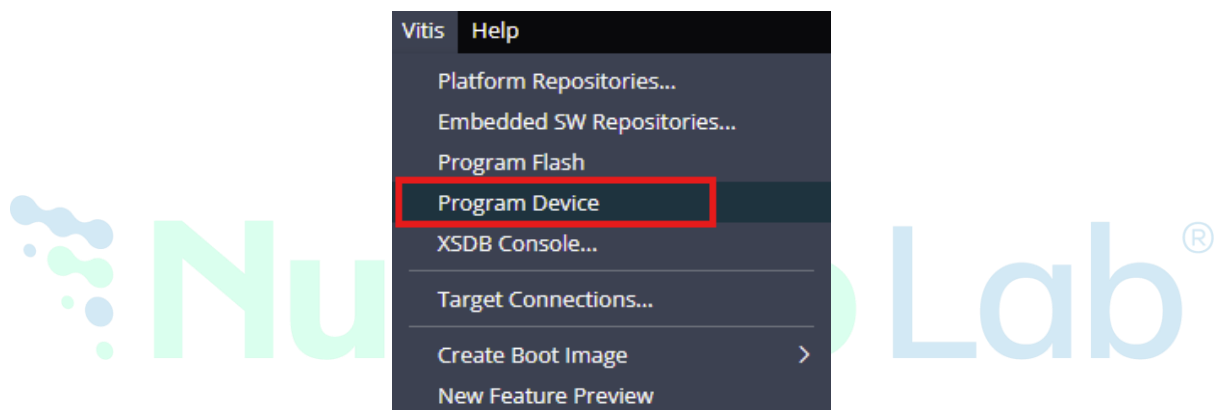 Vitis Help
Platform Repositories...
Embedded SW Repositories...
Program Flash
Program Device
XSDB Console...
Target Connections...
Create Boot Image
New Feature Preview
Nu
Lab®